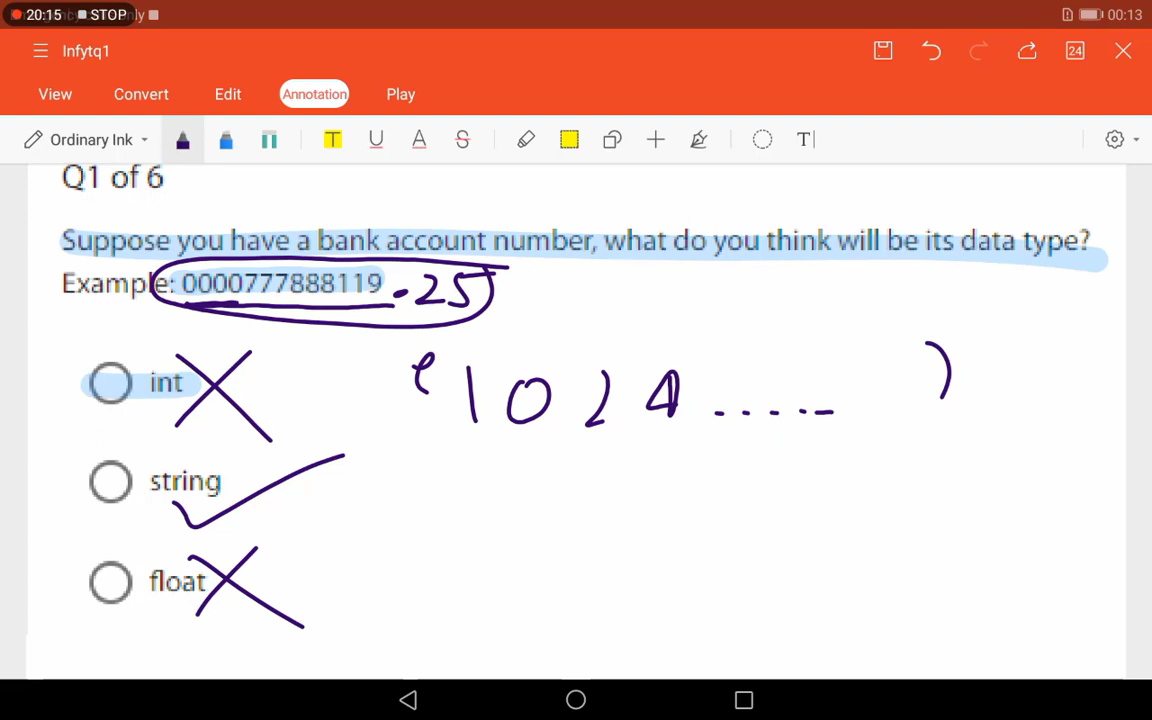 20:15 STOP nly 00:13
Infytq1 24
View Convert Edit Annotation Play
Ordinary Ink T U A S T
Q1 of 6
Suppose you have a bank account number, what do you think will be its data type?
Example: 0000777888119 .25
int
( 1 0 2 4 ...... )
string
float